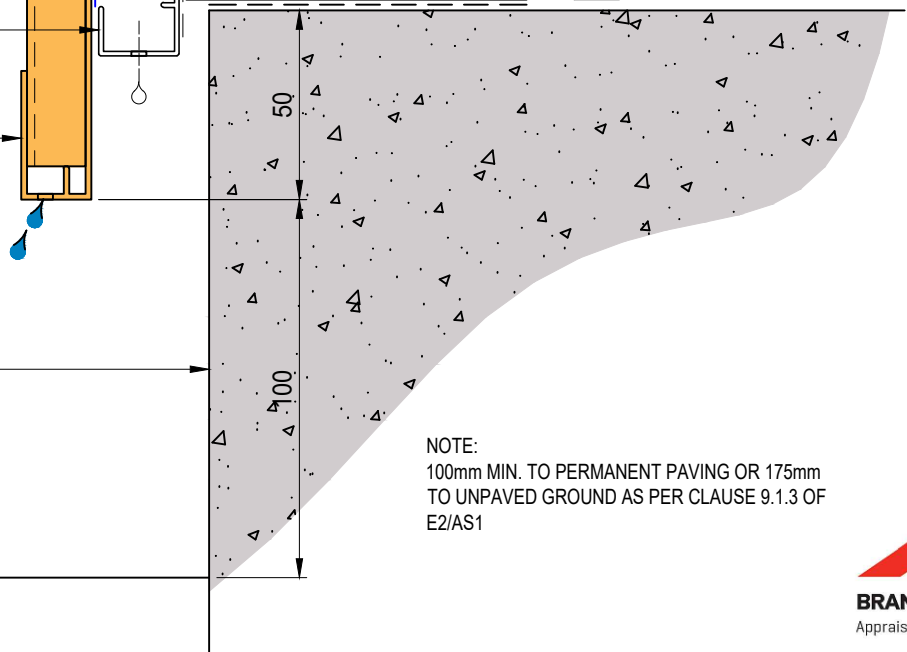 50
100
NOTE:
100mm MIN. TO PERMANENT PAVING OR 175mm
TO UNPAVED GROUND AS PER CLAUSE 9.1.3 OF
E2/AS1
BRAN
Apprais